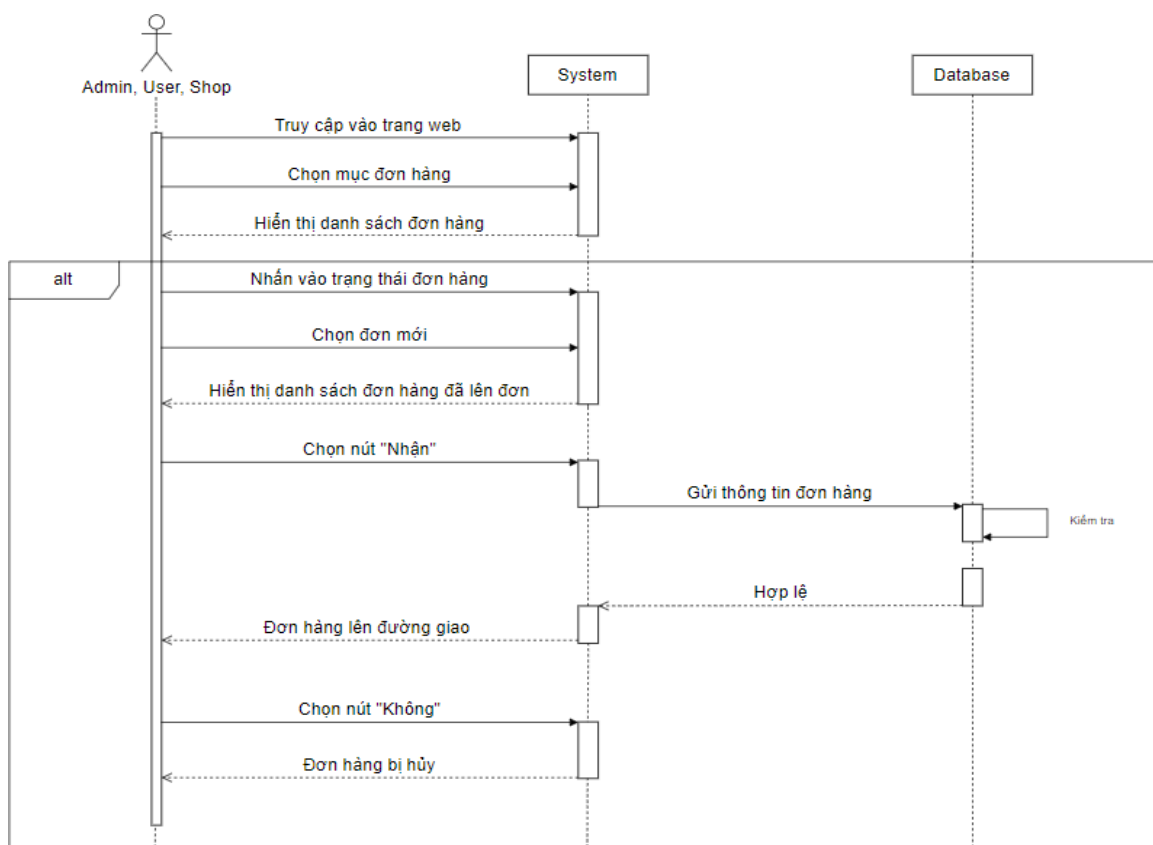 Admin, User, Shop
System
Database
Truy cập vào trang web
Chọn mục đơn hàng
Hiển thị danh sách đơn hàng
alt
Nhấn vào trạng thái đơn hàng
Chọn đơn mới
Hiển thị danh sách đơn hàng đã lên đơn
Chọn nút "Nhận"
Gửi thông tin đơn hàng
Kiểm tra
Hợp lệ
Đơn hàng lên đường giao
Chọn nút "Không"
Đơn hàng bị hủy